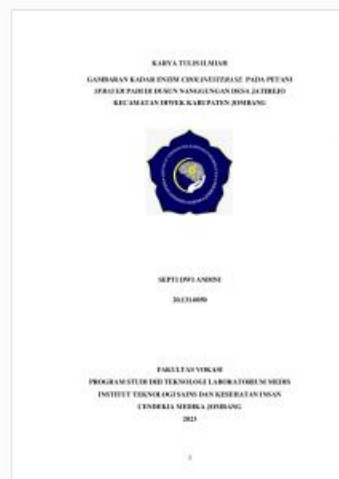 KARYA TULIS ILMIAH
GAMBARAN KADAR ENZIM CHOLINESTERASE PADA PETANI
SPRAYER PADI DI DUSUN NANGGUNGAN DESA JATIREJO
KECAMATAN DIWEK KABUPATEN JOMBANG
SEPTI DWI ANDINI
201310050
FAKULTAS VOKASI
PROGRAM STUDI DIII TEKNOLOGI LABORATORIUM MEDIS
INSTITUT TEKNOLOGI SAINS DAN KESEHATAN INSAN
CENDEKIA MEDIKA JOMBANG
2023